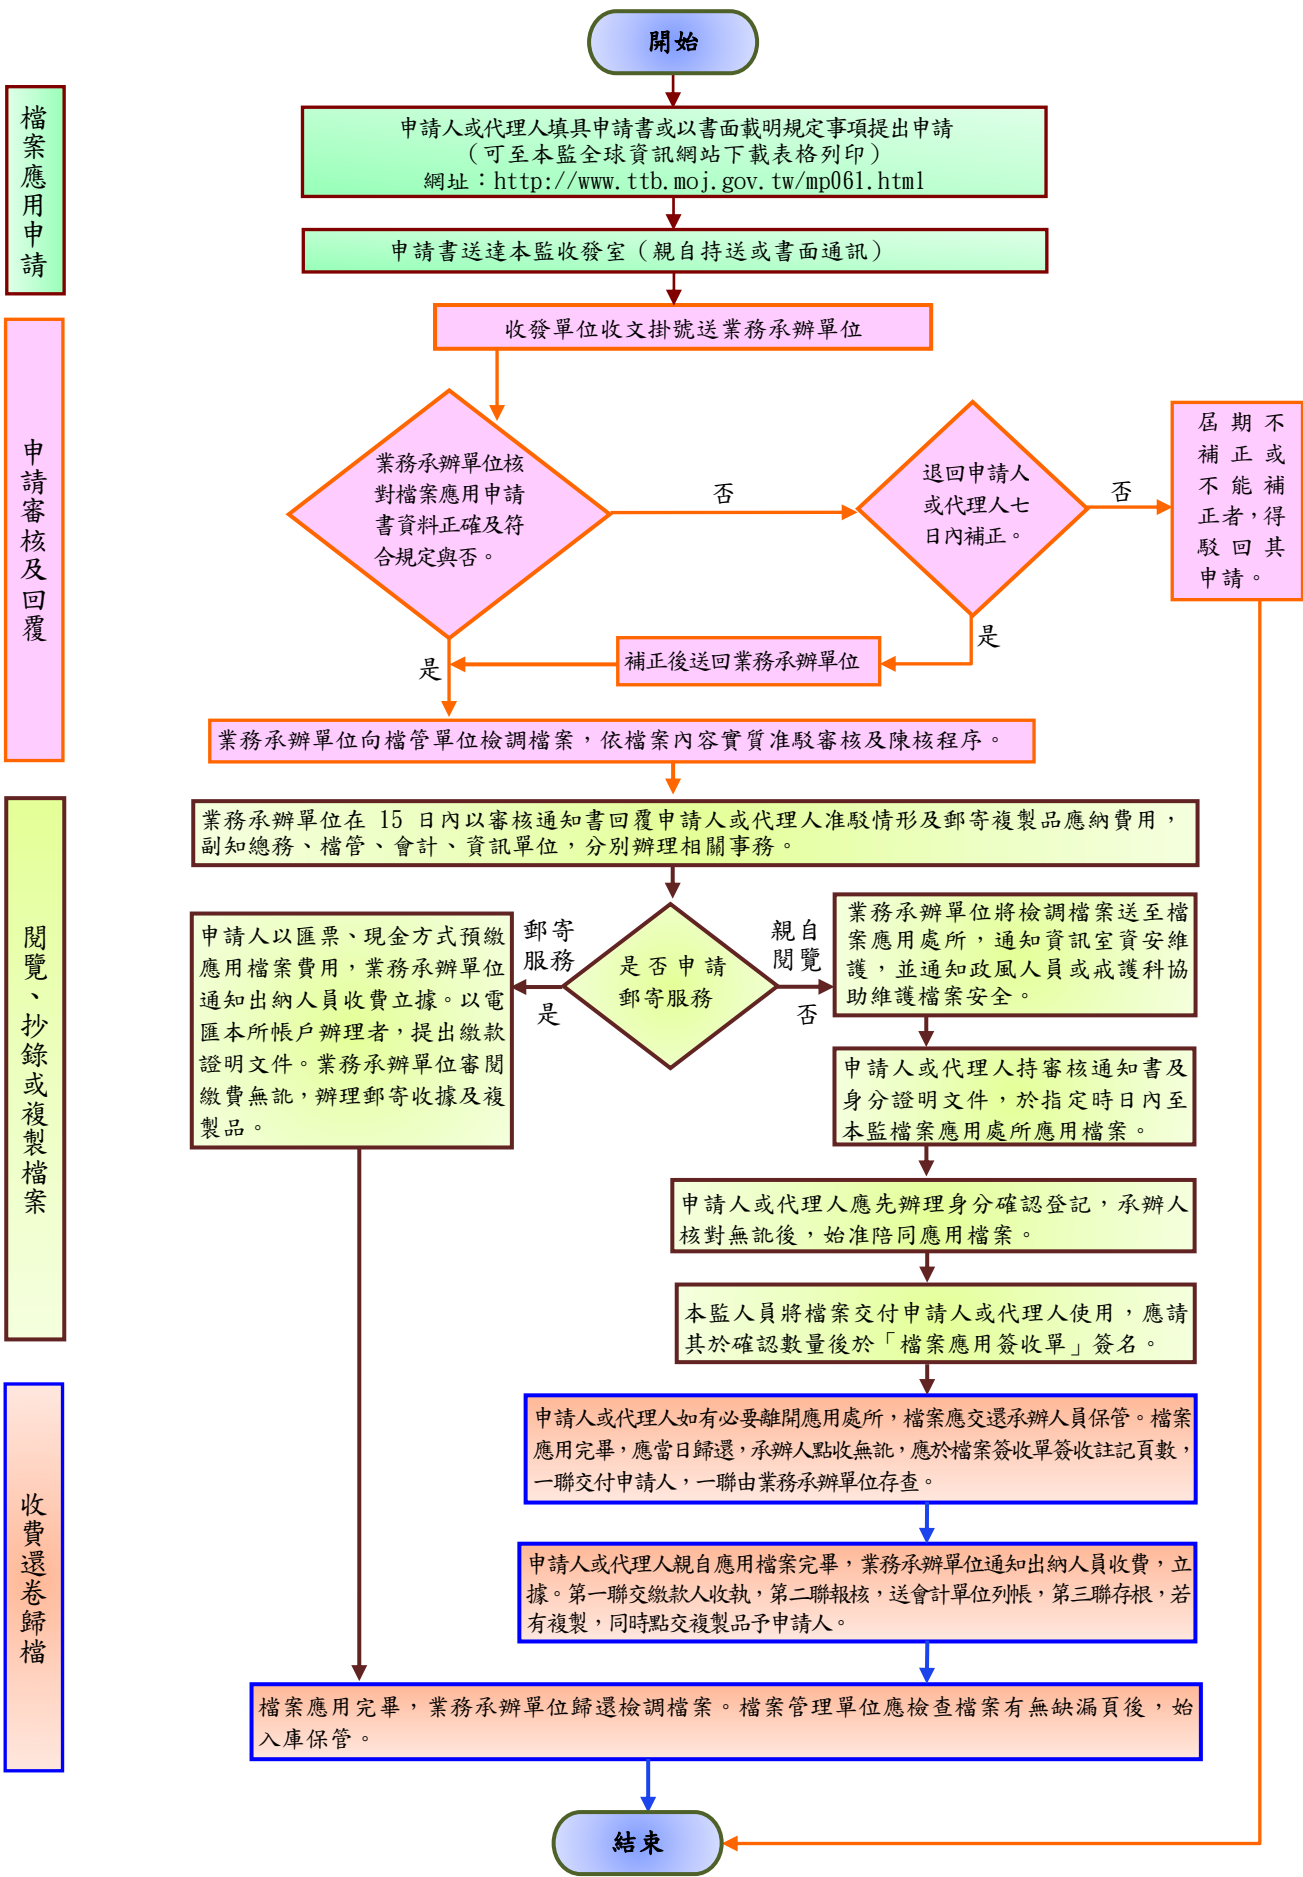 開始
檔案應用申請
申請人或代理人填具申請書或以書面載明規定事項提出申請
（可至本監全球資訊網站下載表格列印）
網址：http://www.ttb.moj.gov.tw/mp061.html
申請書送達本監收發室（親自持送或書面通訊）
申請審核及回覆
收發單位收文掛號送業務承辦單位
業務承辦單位核
對檔案應用申請
書資料正確及符
合規定與否。
否
退回申請人
或代理人七
日內補正。
否
屆期不
補正或
不能補
正者，得
駁回其
申請。
是
補正後送回業務承辦單位
是
業務承辦單位向檔管單位檢調檔案，依檔案內容實質准駁審核及陳核程序。
閱覽、抄錄或複製檔案
業務承辦單位在 15 日內以審核通知書回覆申請人或代理人准駁情形及郵寄複製品應納費用，
副知總務、檔管、會計、資訊單位，分別辦理相關事務。
是否申請
郵寄服務
郵寄
服務
是
親自
閱覽
否
申請人以匯票、現金方式預繳
應用檔案費用，業務承辦單位
通知出納人員收費立據。以電
匯本所帳戶辦理者，提出繳款
證明文件。業務承辦單位審閱
繳費無訛，辦理郵寄收據及複
製品。
業務承辦單位將檢調檔案送至檔
案應用處所，通知資訊室資安維
護，並通知政風人員或戒護科協
助維護檔案安全。
申請人或代理人持審核通知書及
身分證明文件，於指定時日內至
本監檔案應用處所應用檔案。
申請人或代理人應先辦理身分確認登記，承辦人
核對無訛後，始准陪同應用檔案。
本監人員將檔案交付申請人或代理人使用，應請
其於確認數量後於「檔案應用簽收單」簽名。
收費還卷歸檔
申請人或代理人如有必要離開應用處所，檔案應交還承辦人員保管。檔案
應用完畢，應當日歸還，承辦人點收無訛，應於檔案簽收單簽收註記頁數，
一聯交付申請人，一聯由業務承辦單位存查。
申請人或代理人親自應用檔案完畢，業務承辦單位通知出納人員收費，立
據。第一聯交繳款人收執，第二聯報核，送會計單位列帳，第三聯存根，若
有複製，同時點交複製品予申請人。
檔案應用完畢，業務承辦單位歸還檢調檔案。檔案管理單位應檢查檔案有無缺漏頁後，始
入庫保管。
結束